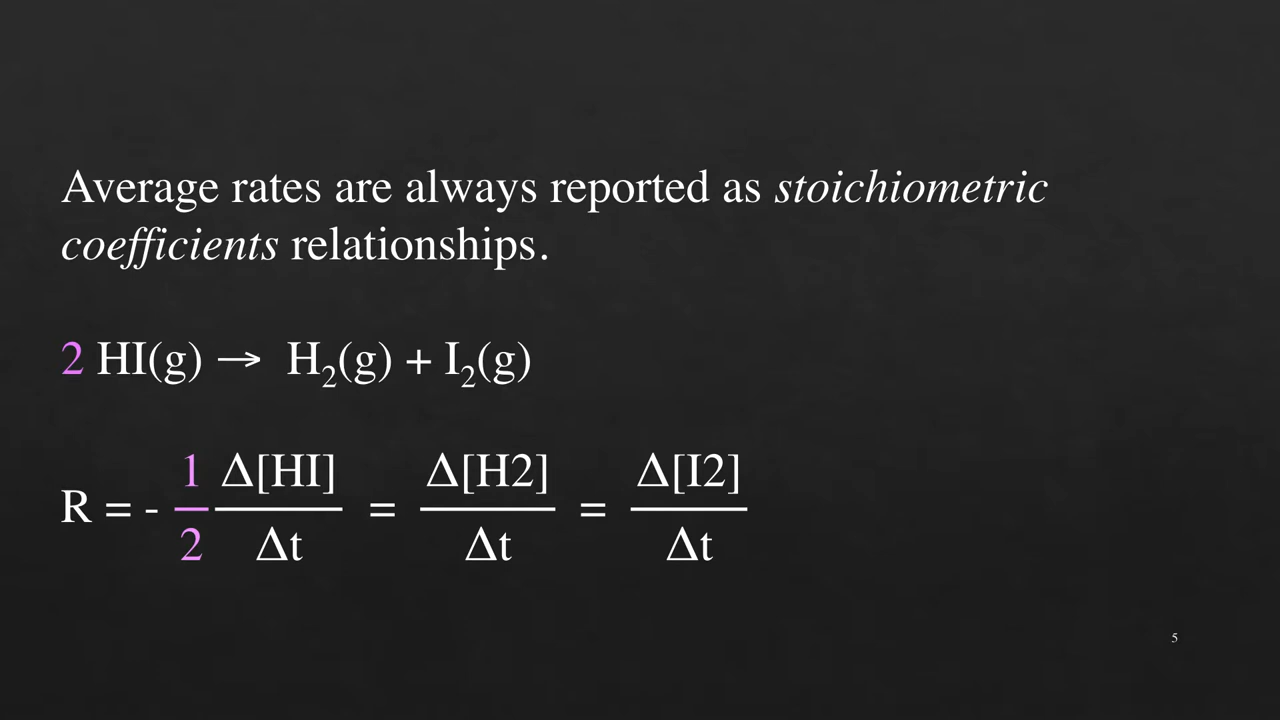 Average rates are always reported as stoichiometric
coefficients relationships.
2 HI(g) → H₂(g) + I₂(g)
R = - 1/2 Δ[HI]/Δt = Δ[H2]/Δt = Δ[I2]/Δt
5